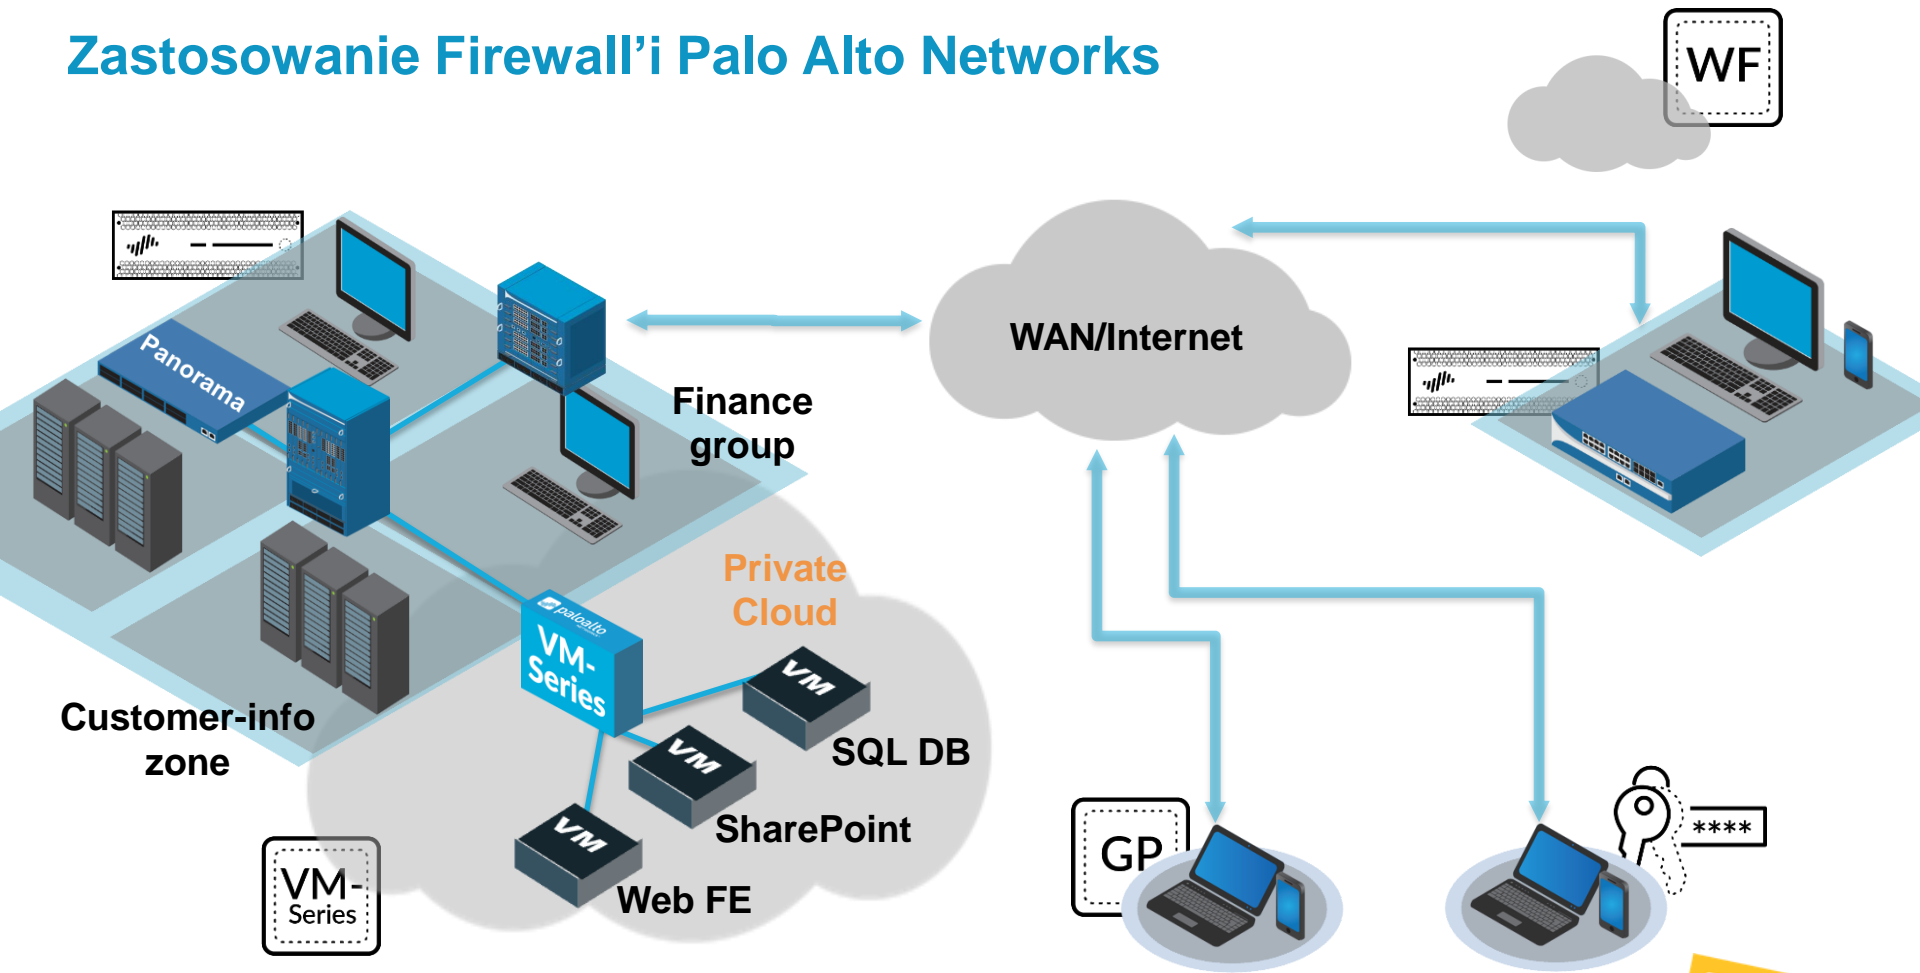 Zastosowanie Firewall’i Palo Alto Networks
WF
WAN/Internet
Panorama
Finance
group
Private
Cloud
paloalto
VM-
Series
VM
SQL DB
VM
SharePoint
VM
Web FE
Customer-info
zone
VM-
Series
GP
****